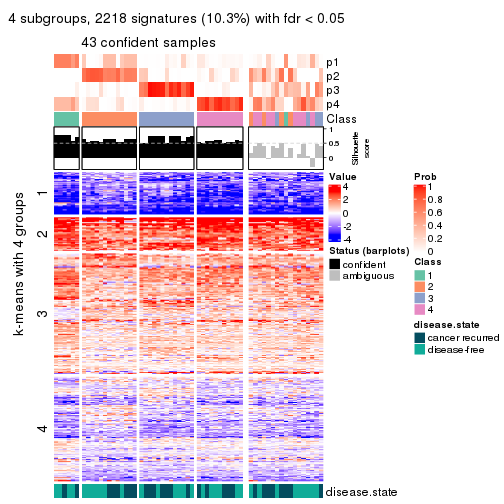 4 subgroups, 2218 signatures (10.3%) with fdr < 0.05
43 confident samples
p1
p2
p3
p4
Class
1
0.5
0
Silhouette
score
k-means with 4 groups
1
2
3
4
Value
4
2
0
-2
-4
Status (barplots)
confident
ambiguous
Prob
1
0.8
0.6
0.4
0.2
0
Class
1
2
3
4
disease.state
cancer recurred
disease-free
disease.state